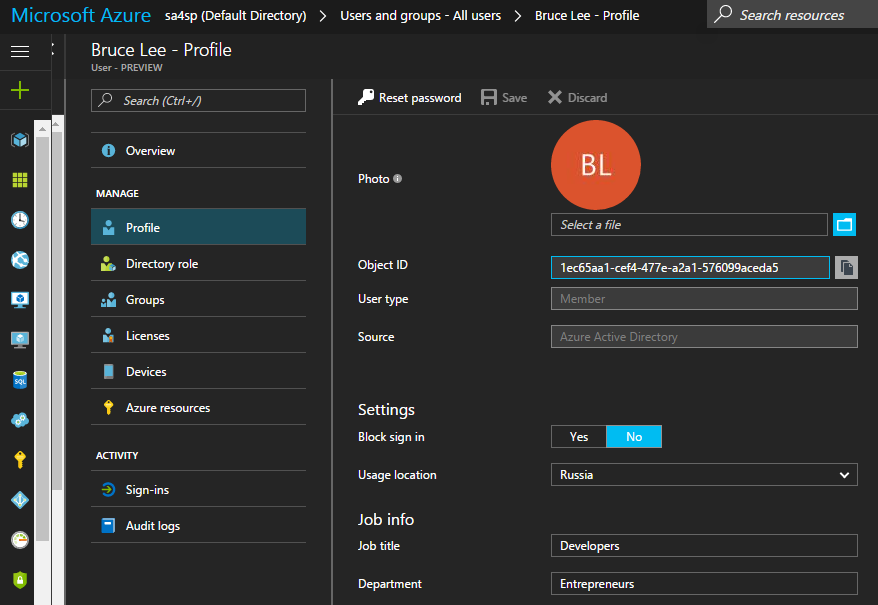 Microsoft Azure sa4sp (Default Directory) > Users and groups - All users > Bruce Lee - Profile Search resources
Bruce Lee - Profile
User - PREVIEW
Search (Ctrl+/)
Overview
MANAGE
Profile
Directory role
Groups
Licenses
Devices
Azure resources
ACTIVITY
Sign-ins
Audit logs
Reset password Save Discard
Photo
BL
Select a file
Object ID 1ec65aa1-cef4-477e-a2a1-576099aceda5
User type Member
Source Azure Active Directory
Settings
Block sign in Yes No
Usage location Russia
Job info
Job title Developers
Department Entrepreneurs
SQL